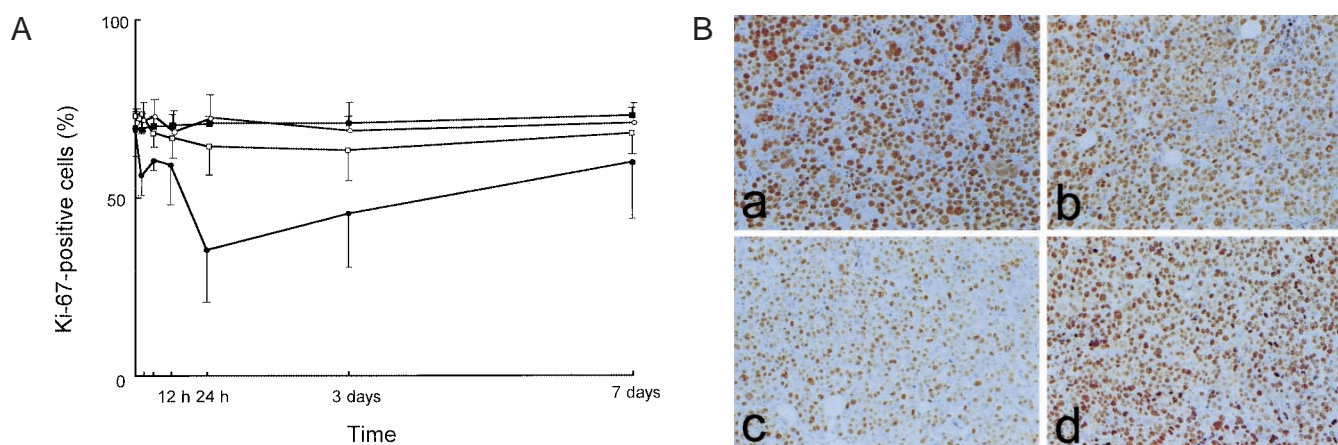 A
100
50
0
Ki-67-positive cells (%)
12 h 24 h
3 days
7 days
Time
B
a
b
c
d